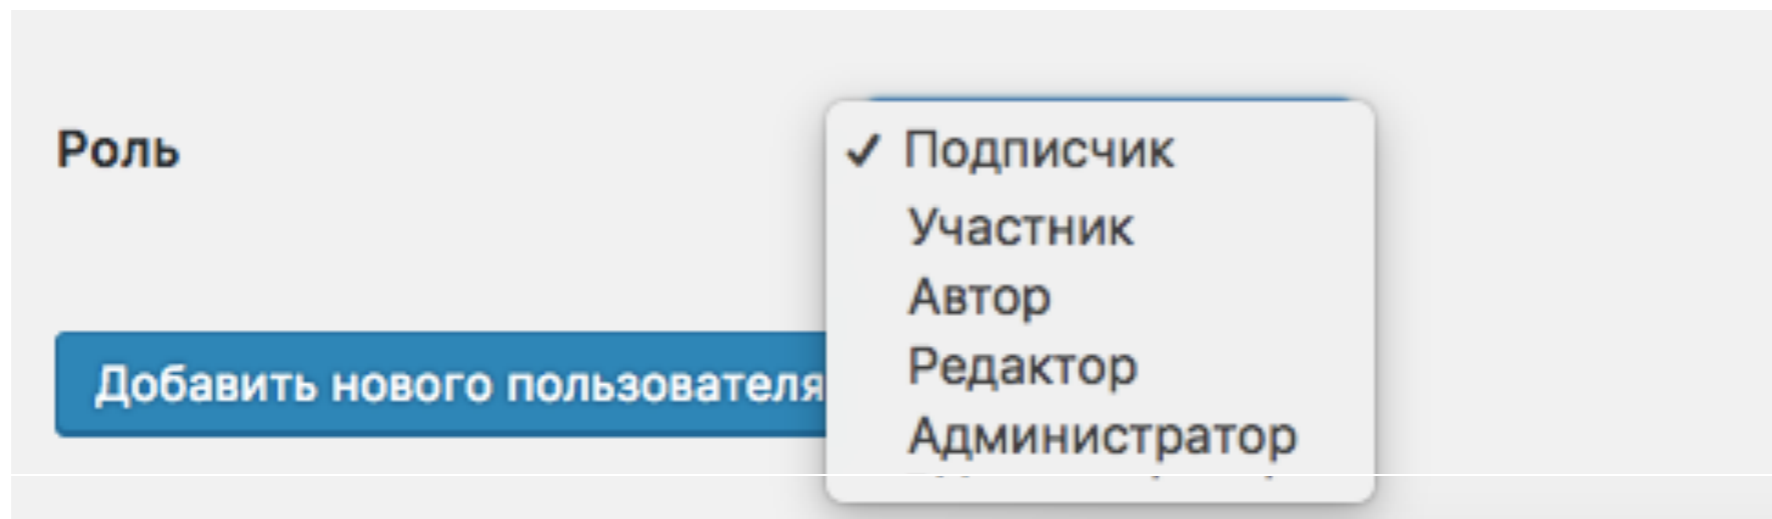 Роль
✓ Подписчик
Участник
Автор
Редактор
Администратор
Добавить нового пользователя